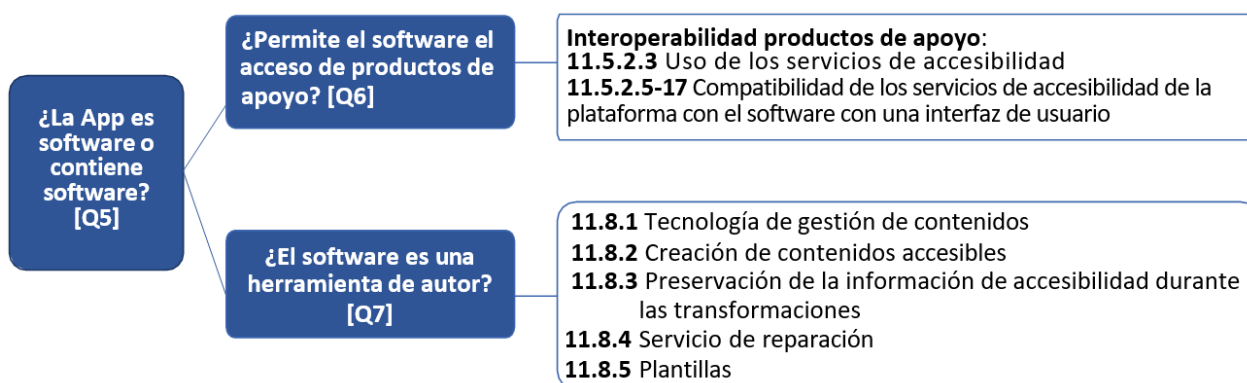 ¿La App es
software o
contiene
software?
[Q5]
¿Permite el software el
acceso de productos de
apoyo? [Q6]
Interoperabilidad productos de apoyo:
11.5.2.3 Uso de los servicios de accesibilidad
11.5.2.5-17 Compatibilidad de los servicios de accesibilidad de la
plataforma con el software con una interfaz de usuario
¿El software es una
herramienta de autor?
[Q7]
11.8.1 Tecnología de gestión de contenidos
11.8.2 Creación de contenidos accesibles
11.8.3 Preservación de la información de accesibilidad durante
las transformaciones
11.8.4 Servicio de reparación
11.8.5 Plantillas